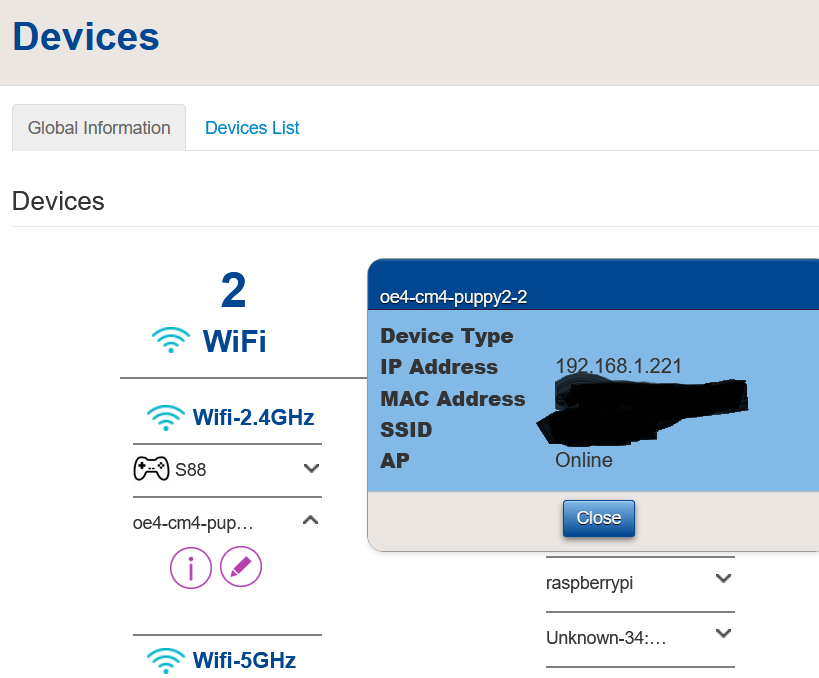 Devices
Global Information
Devices List
Devices
2
WiFi
Wifi-2.4GHz
S88
oe4-cm4-pup...
i
Wifi-5GHz
oe4-cm4-puppy2-2
Device Type
IP Address 192.168.1.221
MAC Address
SSID
AP Online
Close
raspberrypi
Unknown-34:...